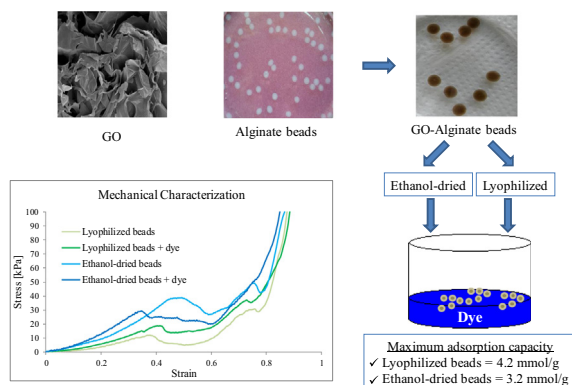 GO
Alginate beads
GO-Alginate beads
Ethanol-dried
Lyophilized
Mechanical Characterization
Stress [kPa]
100
90
80
70
60
50
40
30
20
10
0
Lyophilized beads
Lyophilized beads + dye
Ethanol-dried beads
Ethanol-dried beads + dye
0 0.2 0.4 0.6 0.8 1
Strain
Dye
Maximum adsorption capacity
✓ Lyophilized beads = 4.2 mmol/g
✓ Ethanol-dried beads = 3.2 mmol/g